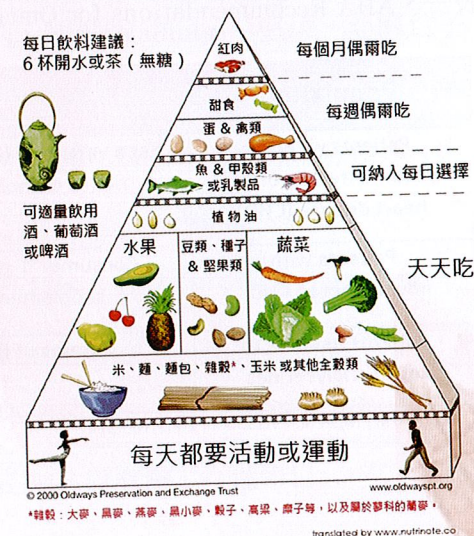 每日飲料建議：
6 杯開水或茶（無糖）
可適量飲用
酒、葡萄酒
或啤酒
紅肉
每個月偶爾吃
甜食
蛋 & 禽類
每週偶爾吃
魚 & 甲殼類
或乳製品
可納入每日選擇
植物油
水果
豆類、種子
& 堅果類
蔬菜
天天吃
米、麵、麵包、雜穀*、玉米 或其他全穀類
每天都要活動或運動
© 2000 Oldways Preservation and Exchange Trust
www.oldwayspt.org
*雜穀：大麥、黑麥、燕麥、黑小麥、穀子、高梁、糜子等，以及屬於蓼科的蕎麥。
translated by www.nutrinote.co